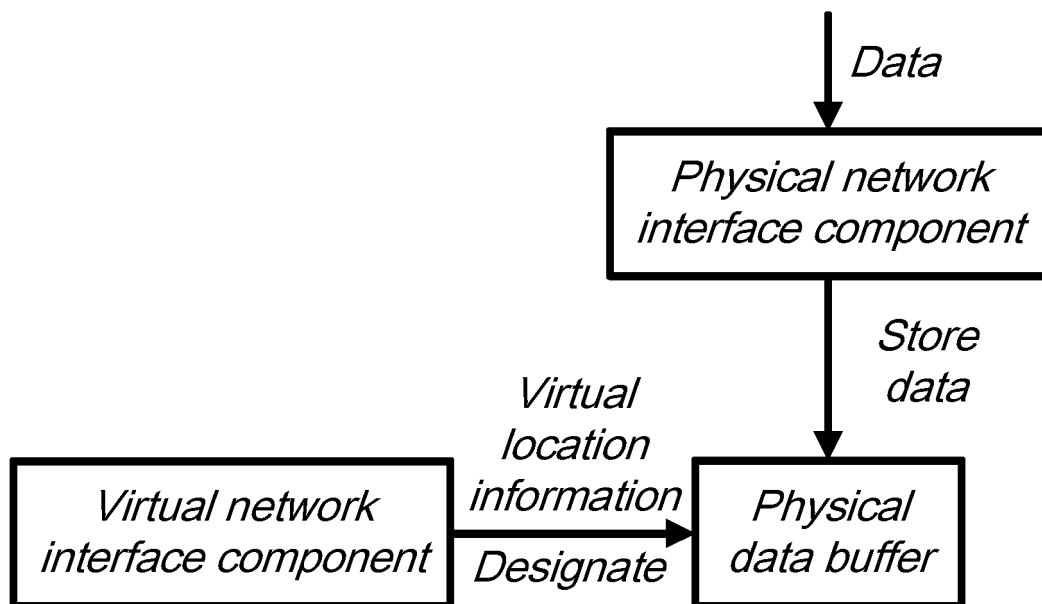 Data
Physical network
interface component
Store
data
Virtual
location
information
Designate
Virtual network
interface component
Physical
data buffer